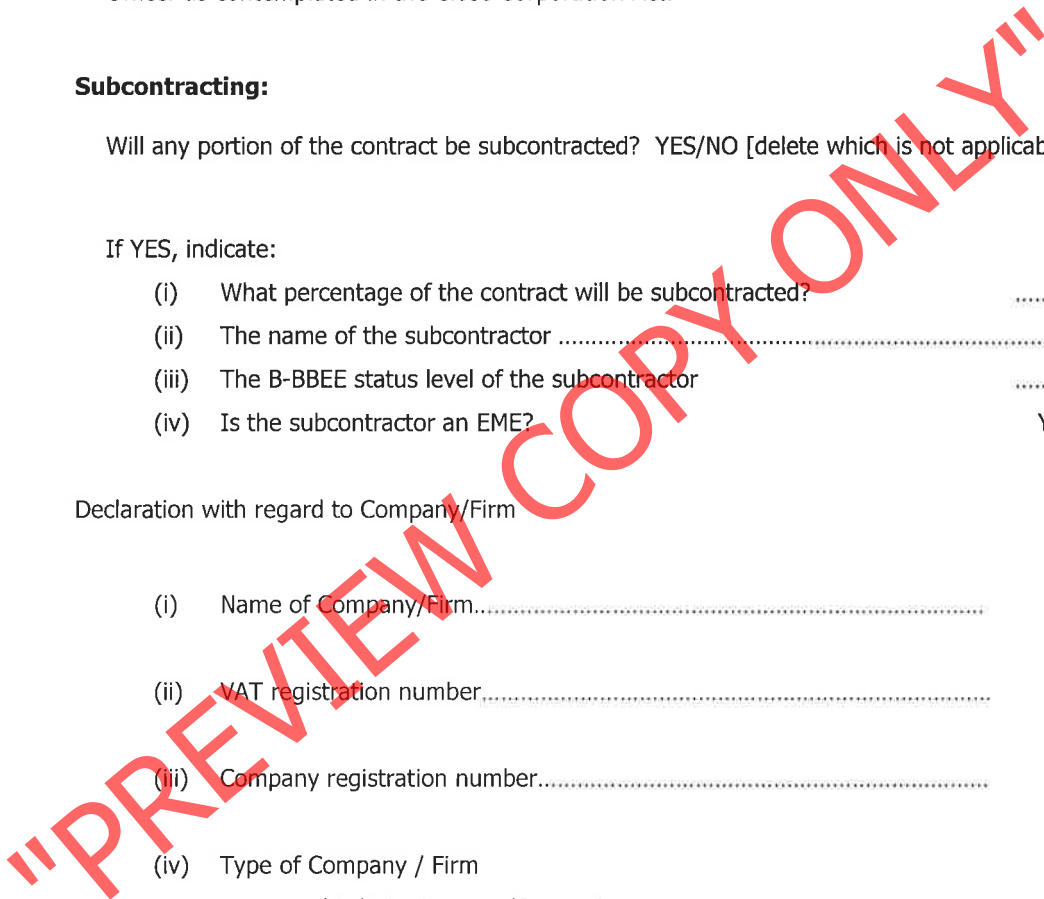 Subcontracting:
Will any portion of the contract be subcontracted? YES/NO [delete which is not applicab
If YES, indicate:
(i) What percentage of the contract will be subcontracted? .....
(ii) The name of the subcontractor ................................................................
(iii) The B-BBEE status level of the subcontractor .....
(iv) Is the subcontractor an EME? Y
Declaration with regard to Company/Firm
(i) Name of Company/Firm................................................................
(ii) VAT registration number................................................................
(iii) Company registration number................................................................
(iv) Type of Company / Firm
"PREVIEW COPY ONLY"